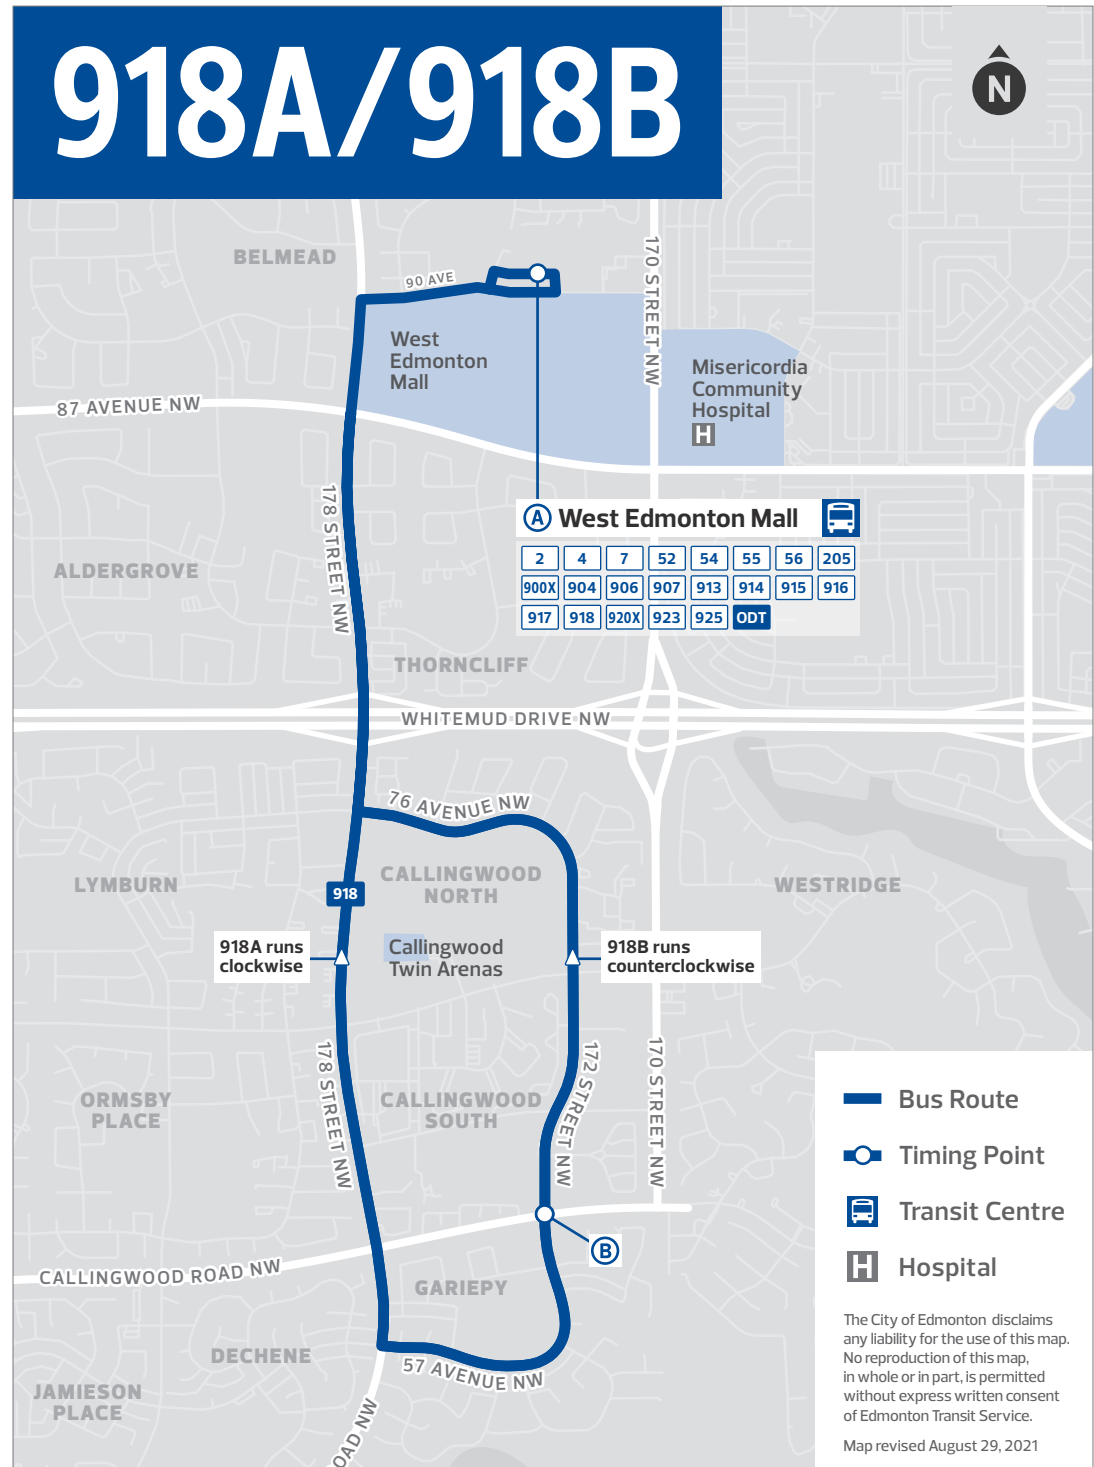 918A/918B
N
BELMEAD
90 AVE
170 STREET NW
West
Edmonton
Mall
Misericordia
Community
Hospital
H
87 AVENUE NW
178 STREET NW
A West Edmonton Mall
2 4 7 52 54 55 56 205
900X 904 906 907 913 914 915 916
917 918 920X 923 925 ODT
ALDERGROVE
THORNCLIFF
WHITEMUD DRIVE NW
76 AVENUE NW
CALLINGWOOD
NORTH
LYMBURN
WESTRIDGE
918
918A runs
clockwise
Callingwood
Twin Arenas
918B runs
counterclockwise
178 STREET NW
172 STREET NW
170 STREET NW
ORMSBY
PLACE
CALLINGWOOD
SOUTH
B
CALLINGWOOD ROAD NW
GARIEPY
DECHENE
57 AVENUE NW
JAMIESON
PLACE
OAD NW
Bus Route
Timing Point
Transit Centre
H Hospital
The City of Edmonton disclaims
any liability for the use of this map.
No reproduction of this map,
in whole or in part, is permitted
without express written consent
of Edmonton Transit Service.
Map revised August 29, 2021